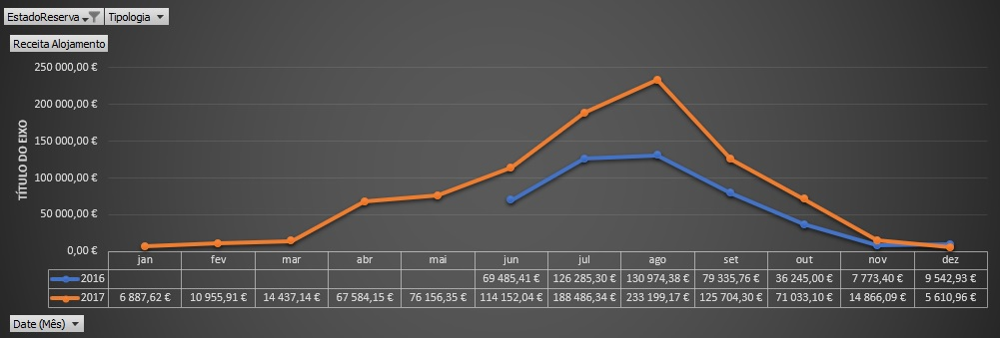 EstadoReserva Tipologia
Receita Alojamento
250 000,00 €
200 000,00 €
150 000,00 €
100 000,00 €
50 000,00 €
0,00 €
TÍTULO DO EIXO
jan fev mar abr mai jun jul ago set out nov dez
2016 69 485,41 € 126 285,30 € 130 974,38 € 79 335,76 € 36 245,00 € 7 773,40 € 9 542,93 €
2017 6 887,62 € 10 955,91 € 14 437,14 € 67 584,15 € 76 156,35 € 114 152,04 € 188 486,34 € 233 199,17 € 125 704,30 € 71 033,10 € 14 866,09 € 5 610,96 €
Date (Mês)